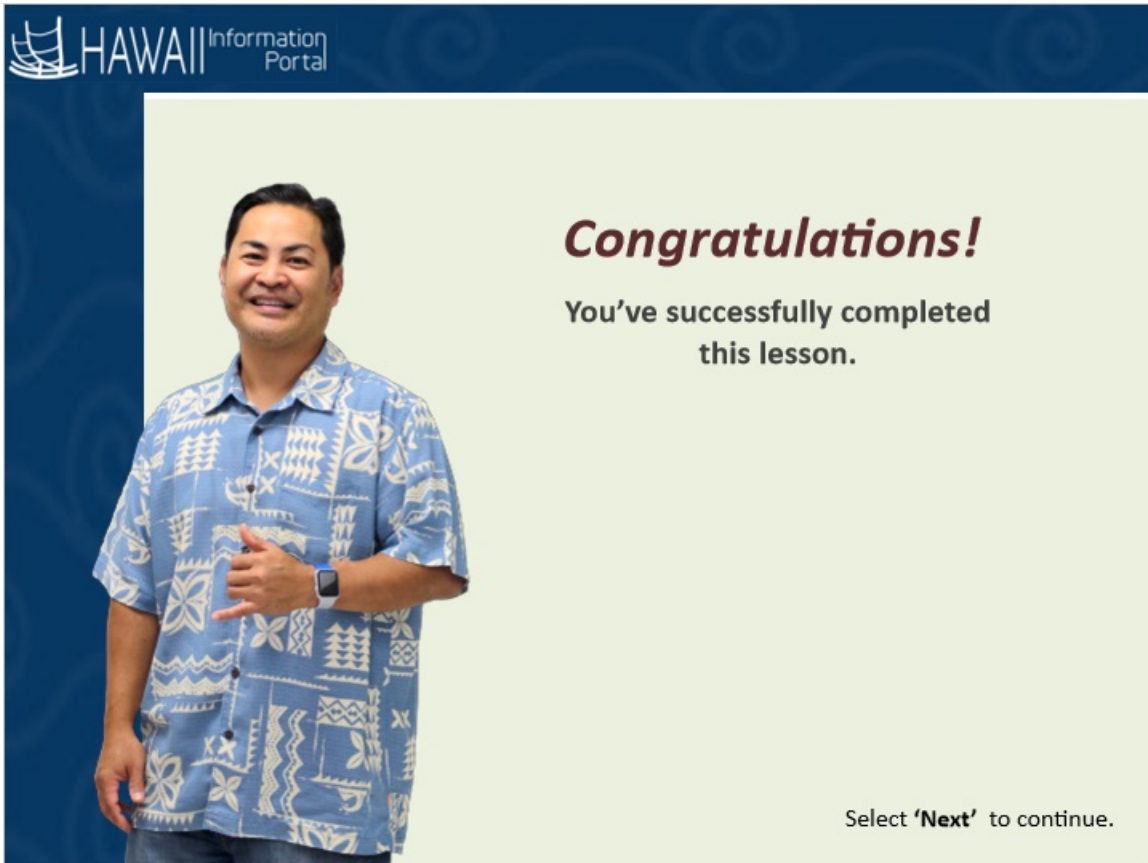 HAWAII Information
Portal
Congratulations!
You’ve successfully completed
this lesson.
Select ‘Next’ to continue.